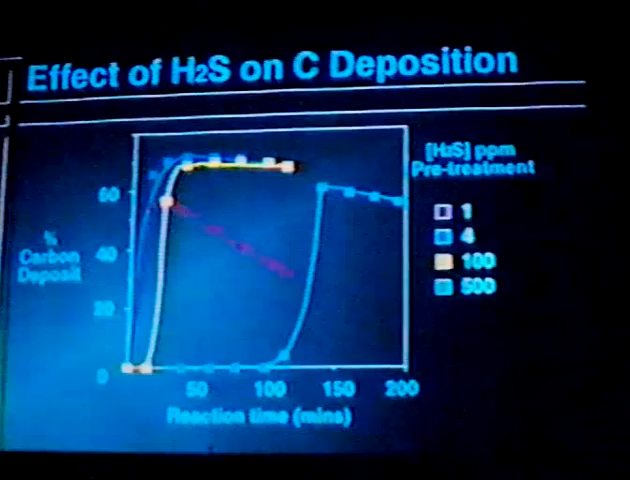 Effect of H2S on C Deposition
[H2S] ppm
Pre-treatment
1
4
100
500
%
Carbon
Deposit
60
40
20
0
50 100 150 200
Reaction time (mins)